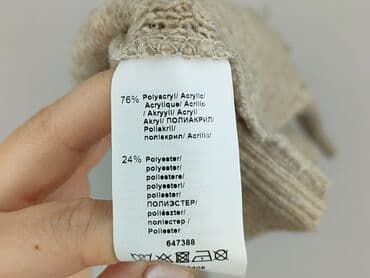 76% Polyacryl/ Acrylic/
Acrylique/ Acrilo
/ Akryyli/ Acryl/
Akryl/ ПОЛИАКРИЛ/
Poliakril/
поліакрил/ Acrilic/
24% Polyester/
polyester/
poliestere/
polyesteri/
poliester/
ПОЛИЭСТЕР/
poliészter/
поліестер /
Poliester
647388